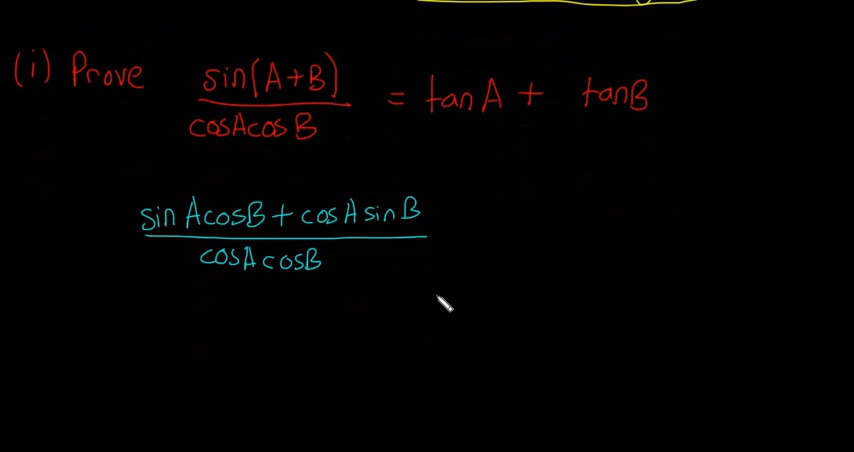 (i) Prove sin(A+B) / cosAcosB = tanA + tanB
sinAcosB + cosAsinB
cosAcosB